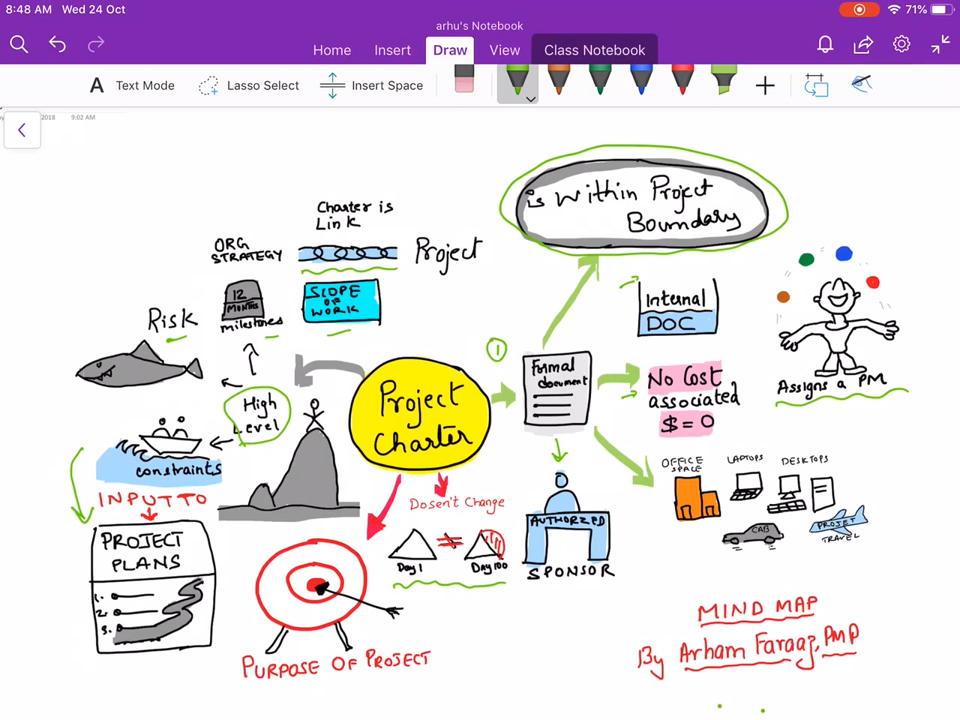 8:48 AM Wed 24 Oct
71%
arhu's Notebook
Home Insert Draw View Class Notebook
A Text Mode Lasso Select Insert Space
2018 9:02 AM
is Within Project
Boundary
Charter is
Link
ORG
STRATEGY
Project
12
MONTHS
milestones
SCOPE
OF
WORK
Risk
High
Level
constraints
INPUT TO
PROJECT
PLANS
1.
2.
3.
Project
Charter
1
Formal
document
Internal
DOC
No Cost
associated
$ = 0
Assigns a PM
OFFICE
SPACE
LAPTOPS
DESKTOPS
CAB
PROJET
TRAVEL
AUTHORZED
SPONSOR
Dosen't Change
Day 1
Day 100
PURPOSE OF PROJECT
MIND MAP
By Arham Faraaz, PMP